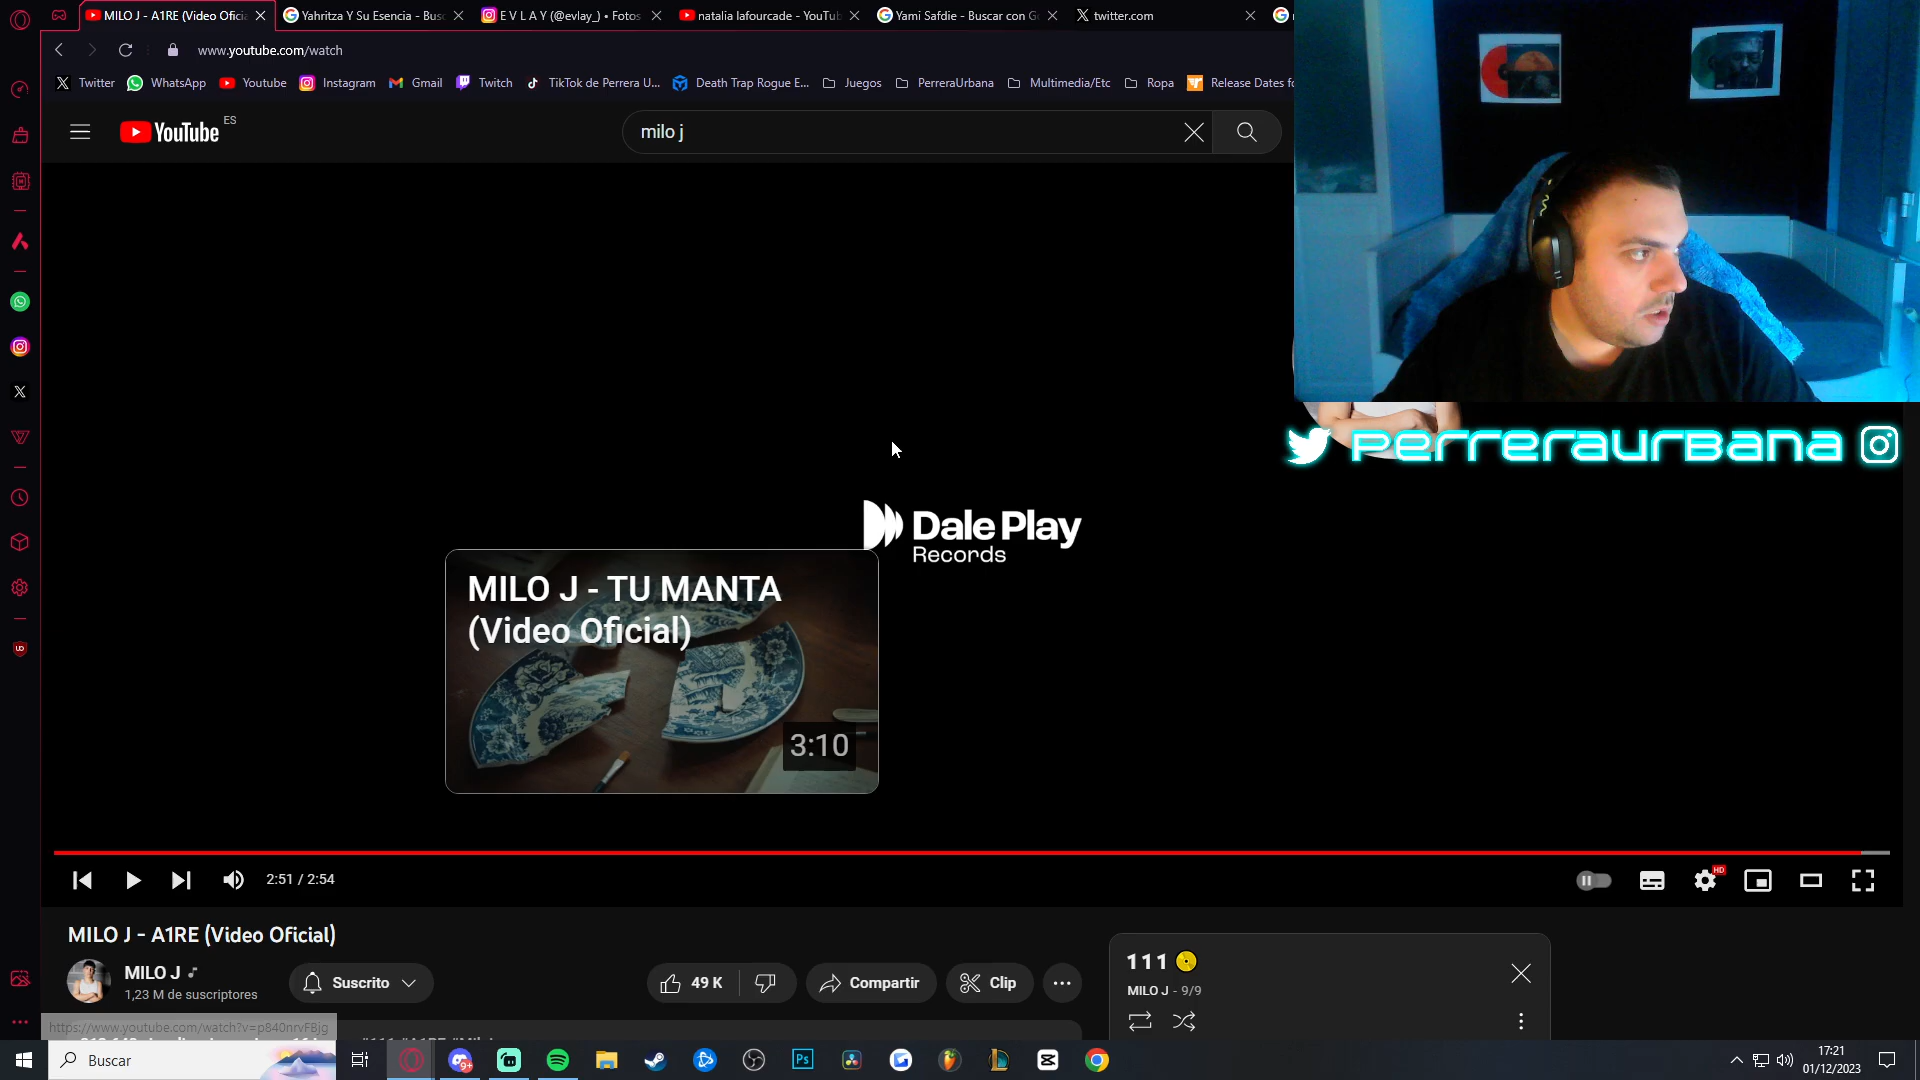 MILO J - A1RE (Video Oficia
Yahritza Y Su Esencia - Busc
E V L A Y (@evlay_) • Fotos
natalia lafourcade - YouTub
Yami Safdie - Buscar con G
twitter.com
www.youtube.com/watch
Twitter
WhatsApp
Youtube
Instagram
Gmail
Twitch
TikTok de Perrera U...
Death Trap Rogue E...
Juegos
PerreraUrbana
Multimedia/Etc
Ropa
Release Dates fo
YouTube ES
milo j
perreraurbana
Dale Play
Records
MILO J - TU MANTA
(Video Oficial)
3:10
2:51 / 2:54
HD
MILO J - A1RE (Video Oficial)
MILO J
1,23 M de suscriptores
Suscrito
49 K
Compartir
Clip
111
MILO J - 9/9
https://www.youtube.com/watch?v=p840nrvFBjg
Buscar
9+
Ps
17:21
01/12/2023